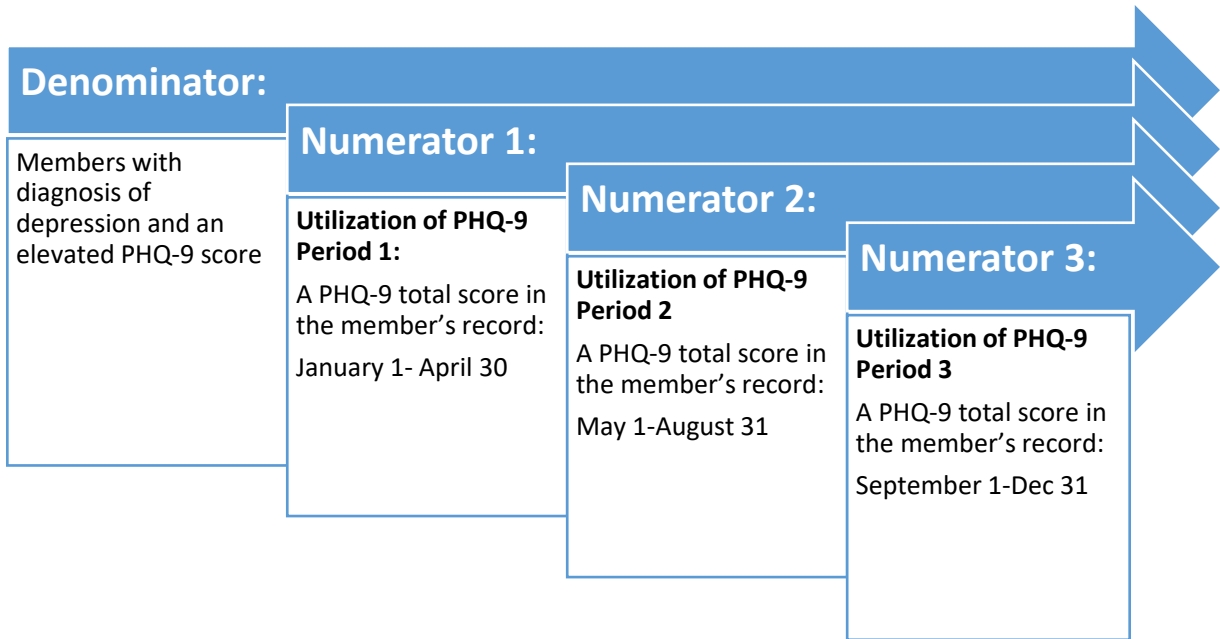 Denominator:
Members with
diagnosis of
depression and an
elevated PHQ-9 score
Numerator 1:
Utilization of PHQ-9
Period 1:
A PHQ-9 total score in
the member’s record:
January 1- April 30
Numerator 2:
Utilization of PHQ-9
Period 2
A PHQ-9 total score in
the member’s record:
May 1-August 31
Numerator 3:
Utilization of PHQ-9
Period 3
A PHQ-9 total score in
the member’s record:
September 1-Dec 31